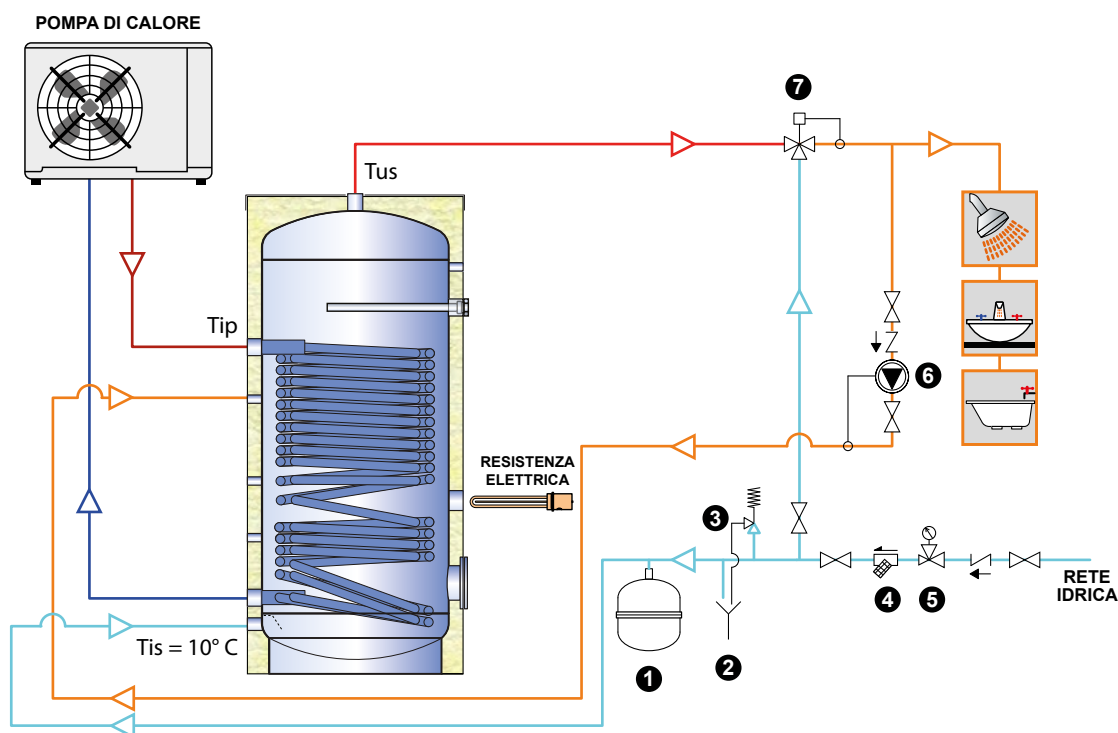 POMPA DI CALORE
7
Tus
Tip
6
RESISTENZA
ELETTRICA
3
4
5
RETE
IDRICA
Tis = 10° C
1
2